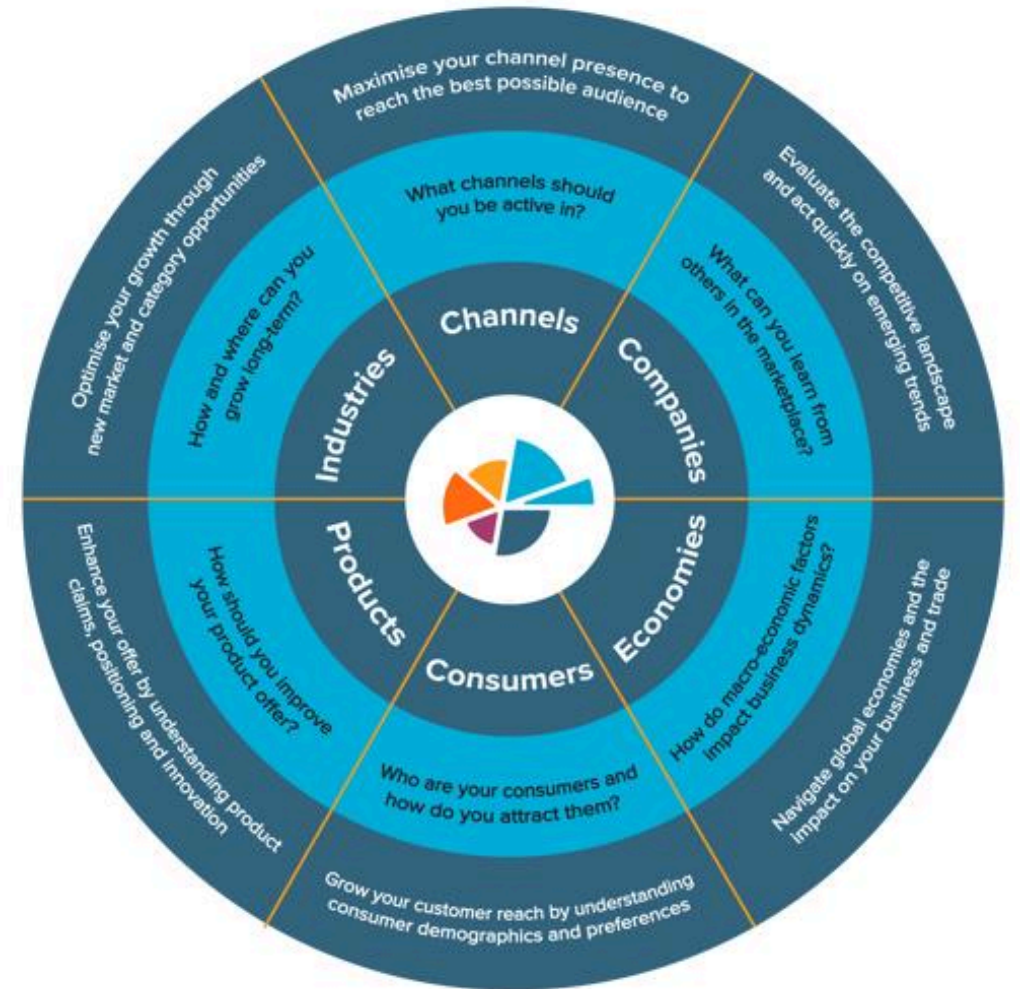 Maximise your channel presence to
reach the best possible audience
What channels should
you be active in?
Channels
Evaluate the competitive landscape
and act quickly on emerging trends
What can you learn from
others in the marketplace?
Companies
Navigate global economies and the
impact on your business and trade
How do macro-economic factors
impact business dynamics?
Economies
Consumers
Who are your consumers and
how do you attract them?
Grow your customer reach by understanding
consumer demographics and preferences
Products
How should you improve
your product offer?
Enhance your offer by understanding product
claims, positioning and innovation
Industries
How and where can you
grow long-term?
Optimise your growth through
new market and category opportunities